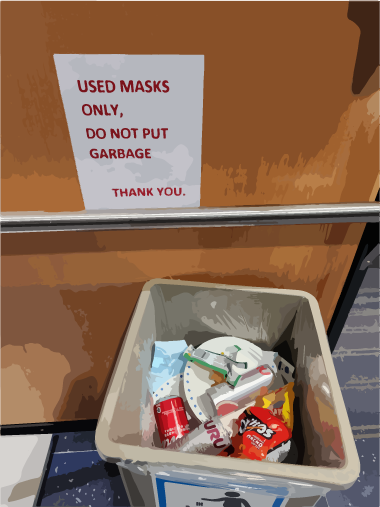 USED MASKS
ONLY,
DO NOT PUT
GARBAGE
THANK YOU.